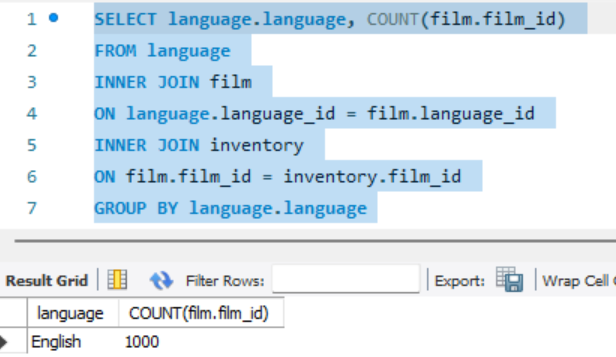 1 SELECT language.language, COUNT(film.film_id)
2 FROM language
3 INNER JOIN film
4 ON language.language_id = film.language_id
5 INNER JOIN inventory
6 ON film.film_id = inventory.film_id
7 GROUP BY language.language
Result Grid Filter Rows: Export: Wrap Cell
language COUNT(film.film_id)
English 1000